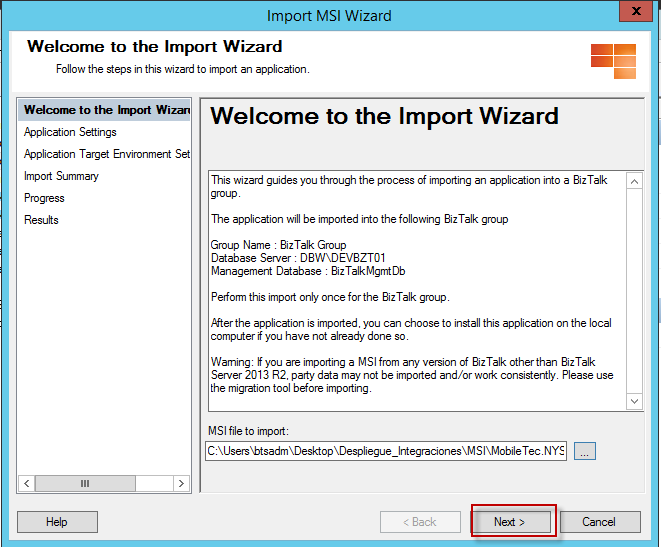 Import MSI Wizard
x
Welcome to the Import Wizard
Follow the steps in this wizard to import an application.
Welcome to the Import Wizar
Application Settings
Application Target Environment Set
Import Summary
Progress
Results
Welcome to the Import Wizard
This wizard guides you through the process of importing an application into a BizTalk
group.
The application will be imported into the following BizTalk group
Group Name : BizTalk Group
Database Server : DBW\DEVBZT01
Management Database : BizTalkMgmtDb
Perform this import only once for the BizTalk group.
After the application is imported, you can choose to install this application on the local
computer if you have not already done so.
Warning: If you are importing a MSI from any version of BizTalk other than BizTalk
Server 2013 R2, party data may not be imported and/or work consistently. Please use
the migration tool before importing.
MSI file to import:
C:\Users\btsadm\Desktop\Despliegue_Integraciones\MSI\MobileTec.NYS
...
Help
< Back
Next >
Cancel